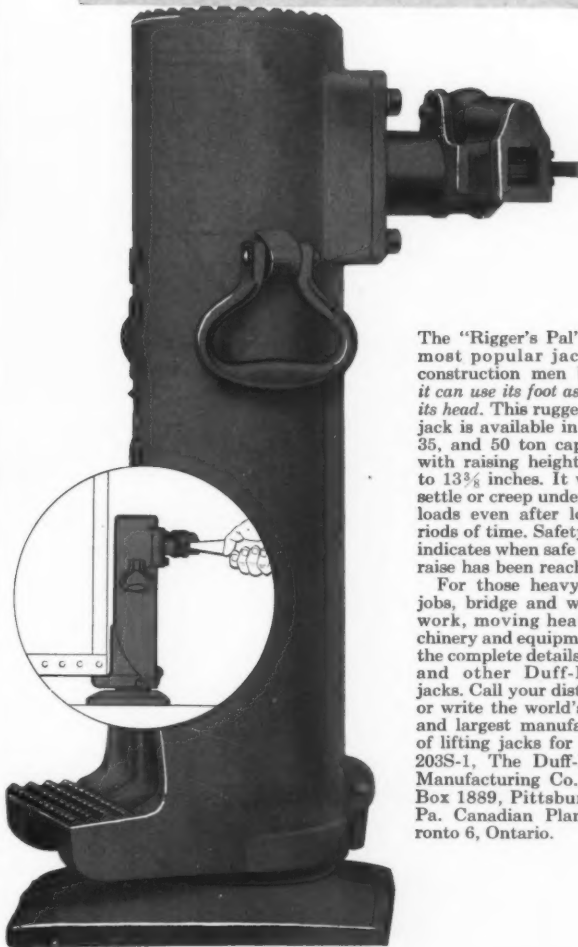 The "Rigger's Pal"
most popular jac
construction men
it can use its foot as
its head. This rugge
jack is available in
35, and 50 ton cap
with raising height
to 13⅜ inches. It w
settle or creep unde
loads even after lo
riods of time. Safet
indicates when safe
raise has been reach
For those heavy
jobs, bridge and w
work, moving hea
chinery and equipm
the complete details
and other Duff-
jacks. Call your dist
or write the world's
and largest manufa
of lifting jacks for
203S-1, The Duff-
Manufacturing Co.
Box 1889, Pittsbur
Pa. Canadian Plan
ronto 6, Ontario.